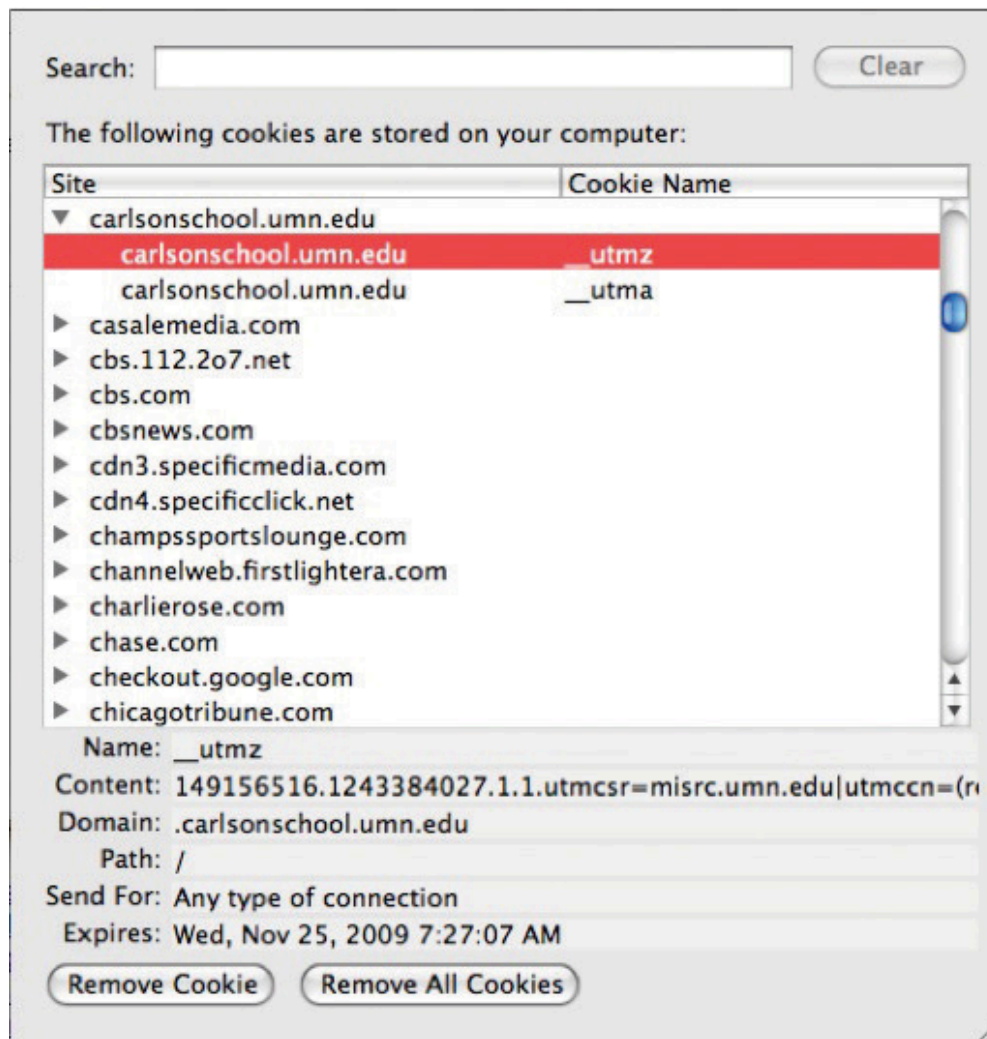 Search: Clear
The following cookies are stored on your computer:
Site Cookie Name
carlsonschool.umn.edu
carlsonschool.umn.edu __utmz
carlsonschool.umn.edu __utma
casalemedia.com
cbs.112.2o7.net
cbs.com
cbsnews.com
cdn3.specificmedia.com
cdn4.specificclick.net
champssportslounge.com
channelweb.firstlightera.com
charlierose.com
chase.com
checkout.google.com
chicagotribune.com
Name: __utmz
Content: 149156516.1243384027.1.1.utmcsr=misrc.umn.edu|utmccn=(re
Domain: .carlsonschool.umn.edu
Path: /
Send For: Any type of connection
Expires: Wed, Nov 25, 2009 7:27:07 AM
Remove Cookie Remove All Cookies